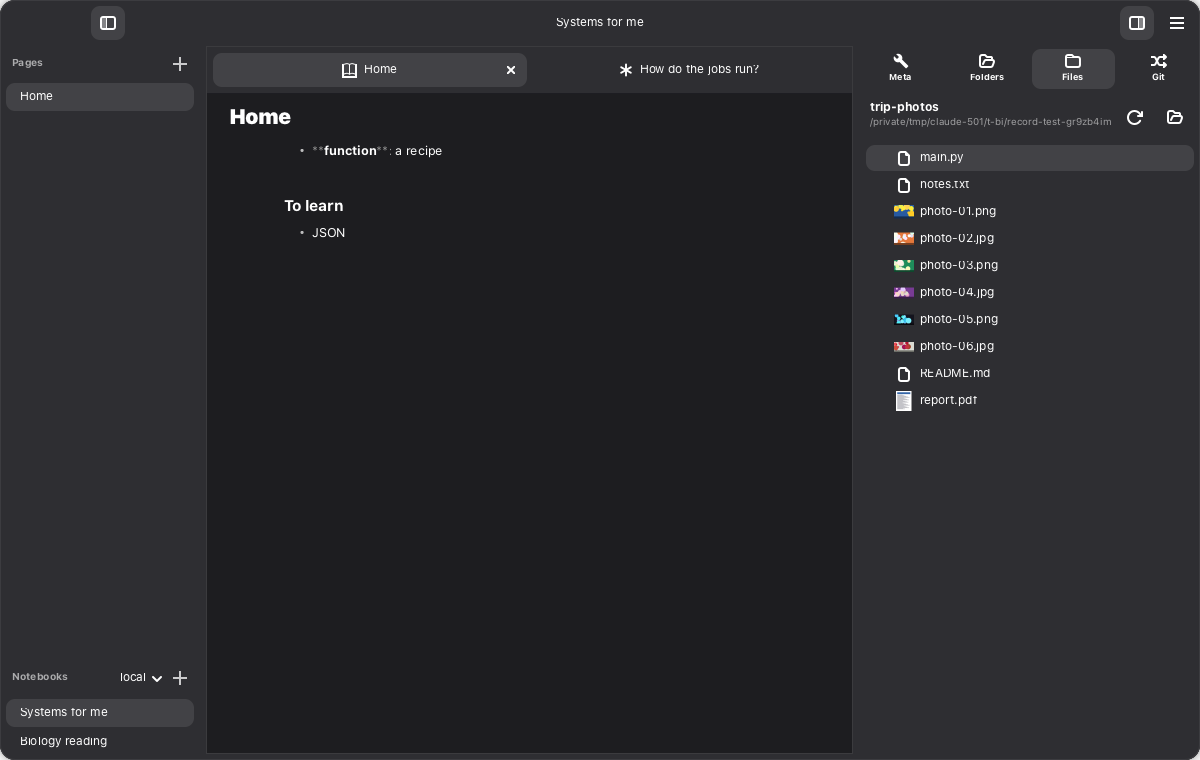 Systems for me
Pages
Home
Home
How do the jobs run?
Home
• **function**: a recipe
To learn
• JSON
Meta
Folders
Files
Git
trip-photos
/private/tmp/claude-501/t-bi/record-test-gr9zb4im
main.py
notes.txt
photo-01.png
photo-02.jpg
photo-03.png
photo-04.jpg
photo-05.png
photo-06.jpg
README.md
report.pdf
Notebooks
local
Systems for me
Biology reading